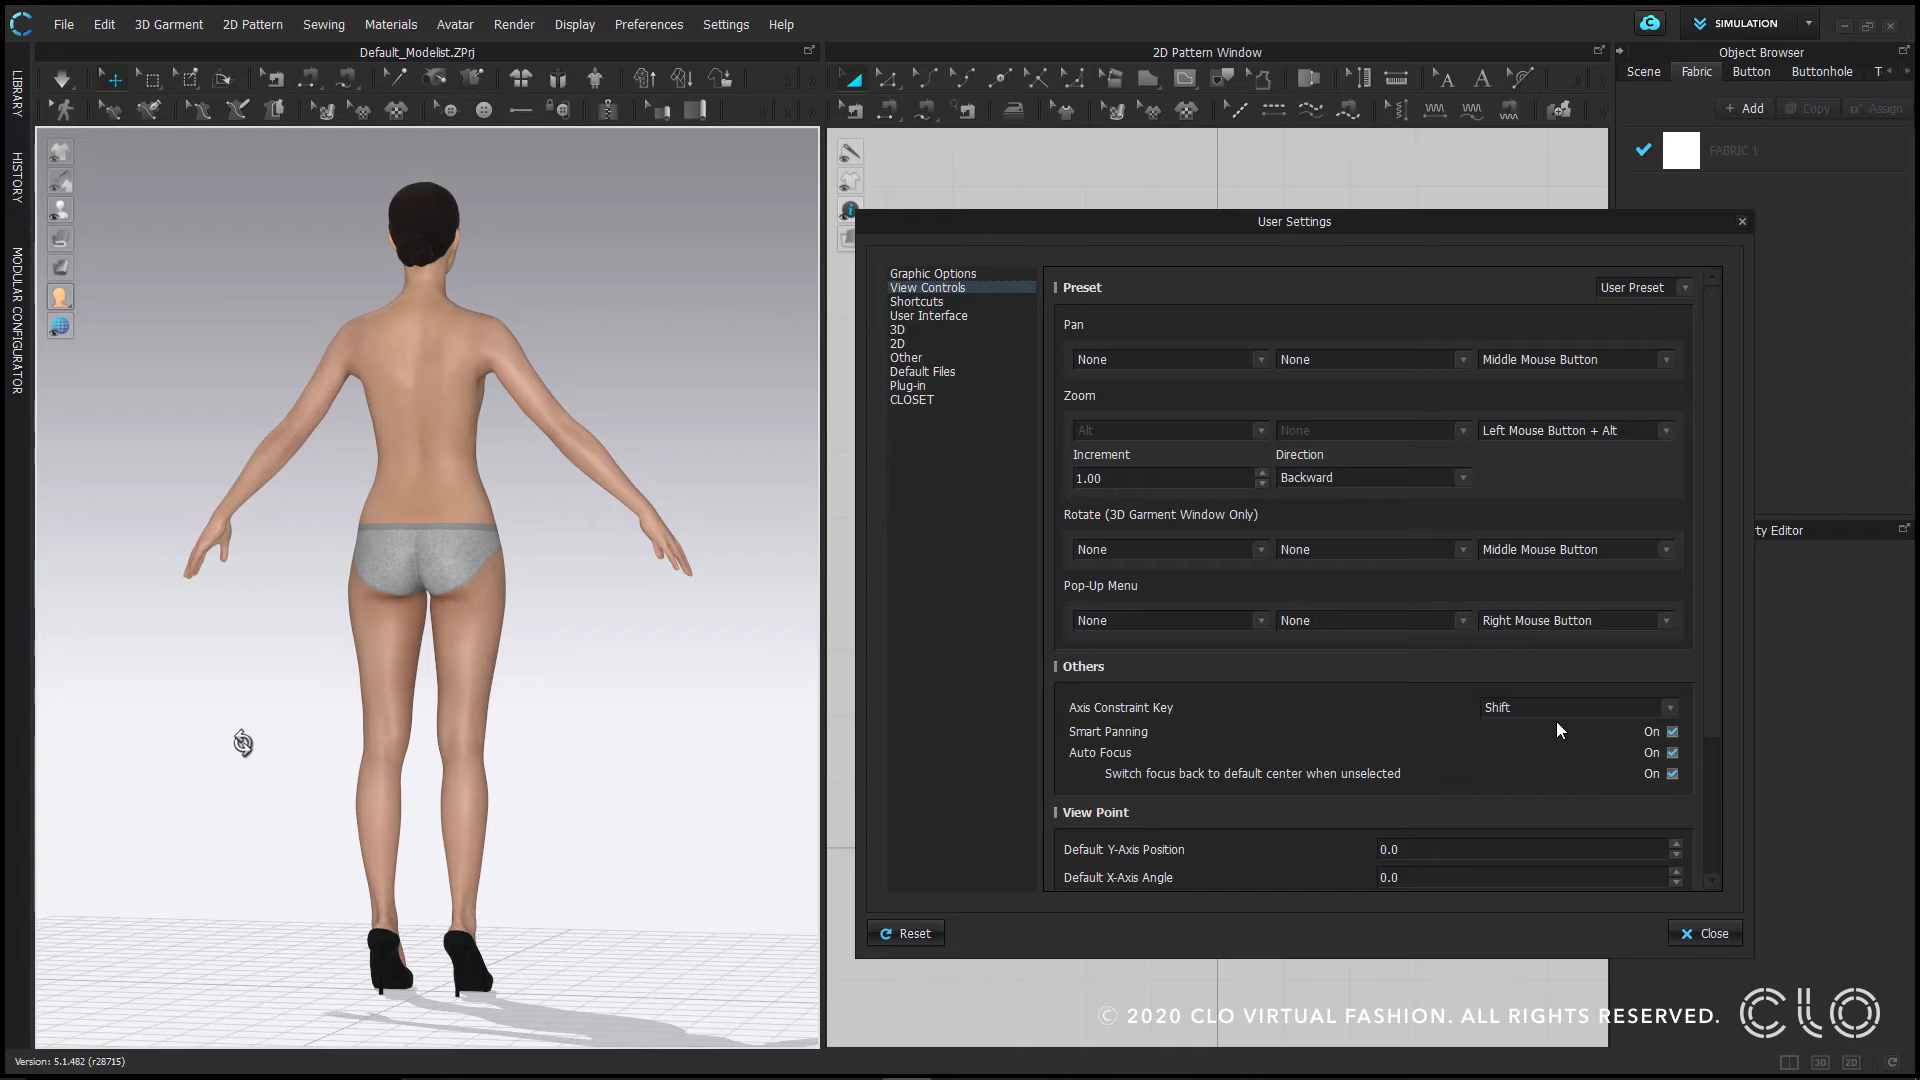 File Edit 3D Garment 2D Pattern Sewing Materials Avatar Render Display Preferences Settings Help
SIMULATION
Default_Modelist.ZPrj
2D Pattern Window
Object Browser
Scene Fabric Button Buttonhole T
+ Add Copy Assign
FABRIC 1
LIBRARY
HISTORY
MODULAR CONFIGURATOR
User Settings
Graphic Options
View Controls
Shortcuts
User Interface
3D
2D
Other
Default Files
Plug-in
CLOSET
Preset User Preset
Pan
None None Middle Mouse Button
Zoom
Alt None Left Mouse Button + Alt
Increment Direction
1.00 Backward
Rotate (3D Garment Window Only)
None None Middle Mouse Button
Pop-Up Menu
None None Right Mouse Button
Others
Axis Constraint Key Shift
Smart Panning On
Auto Focus On
Switch focus back to default center when unselected On
View Point
Default Y-Axis Position 0.0
Default X-Axis Angle 0.0
Reset Close
ty Editor
© 2020 CLO VIRTUAL FASHION. ALL RIGHTS RESERVED. CLO
Version: 5.1.482 (r28715)
3D 2D